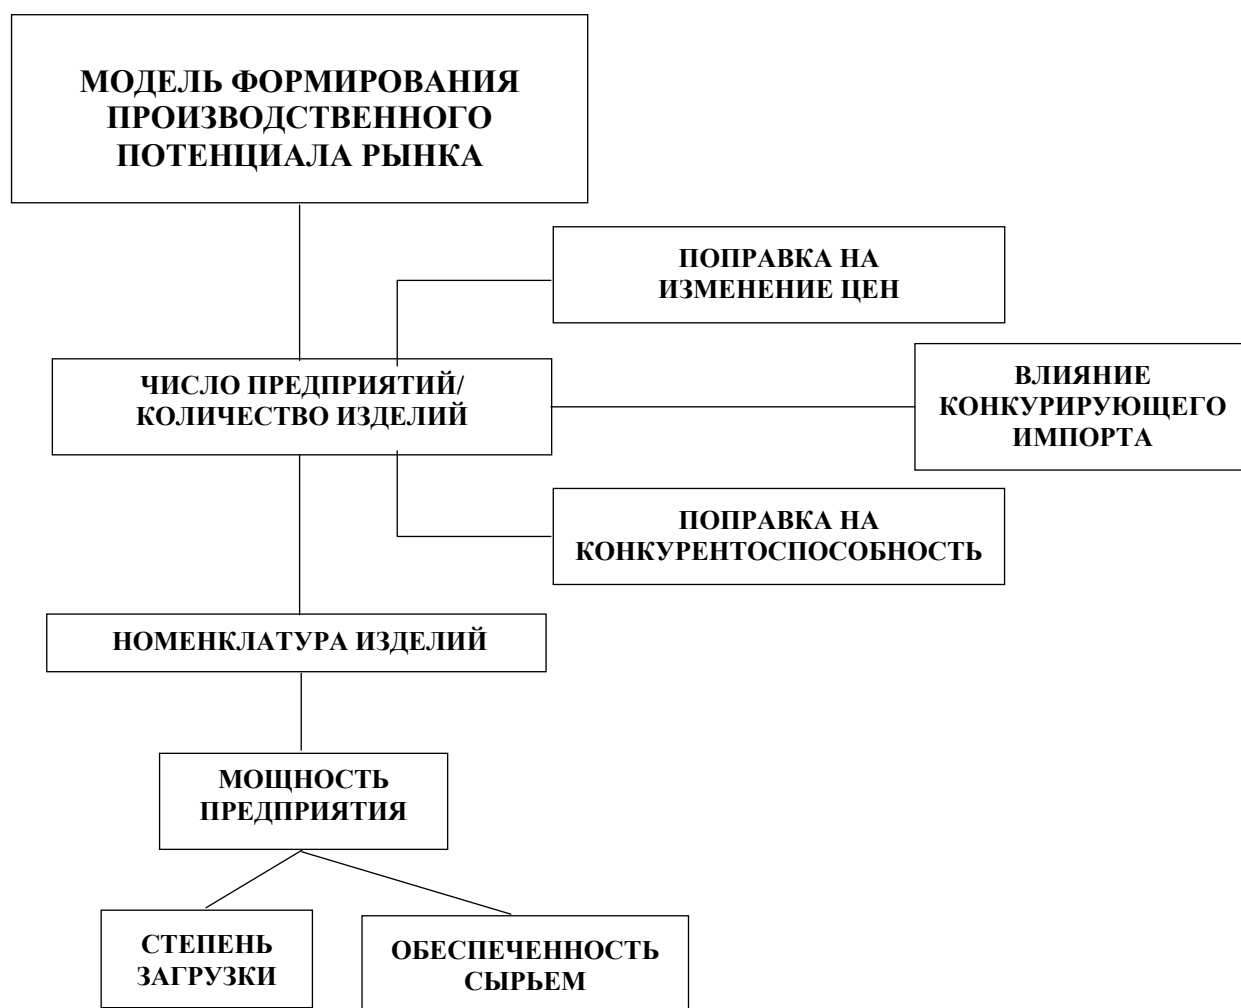 МОДЕЛЬ ФОРМИРОВАНИЯ
ПРОИЗВОДСТВЕННОГО
ПОТЕНЦИАЛА РЫНКА
ПОПРАВКА НА
ИЗМЕНЕНИЕ ЦЕН
ЧИСЛО ПРЕДПРИЯТИЙ/
КОЛИЧЕСТВО ИЗДЕЛИЙ
ВЛИЯНИЕ
КОНКУРИРУЮЩЕГО
ИМПОРТА
ПОПРАВКА НА
КОНКУРЕНТОСПОСОБНОСТЬ
НОМЕНКЛАТУРА ИЗДЕЛИЙ
МОЩНОСТЬ
ПРЕДПРИЯТИЯ
СТЕПЕНЬ
ЗАГРУЗКИ
ОБЕСПЕЧЕННОСТЬ
СЫРЬЕМ